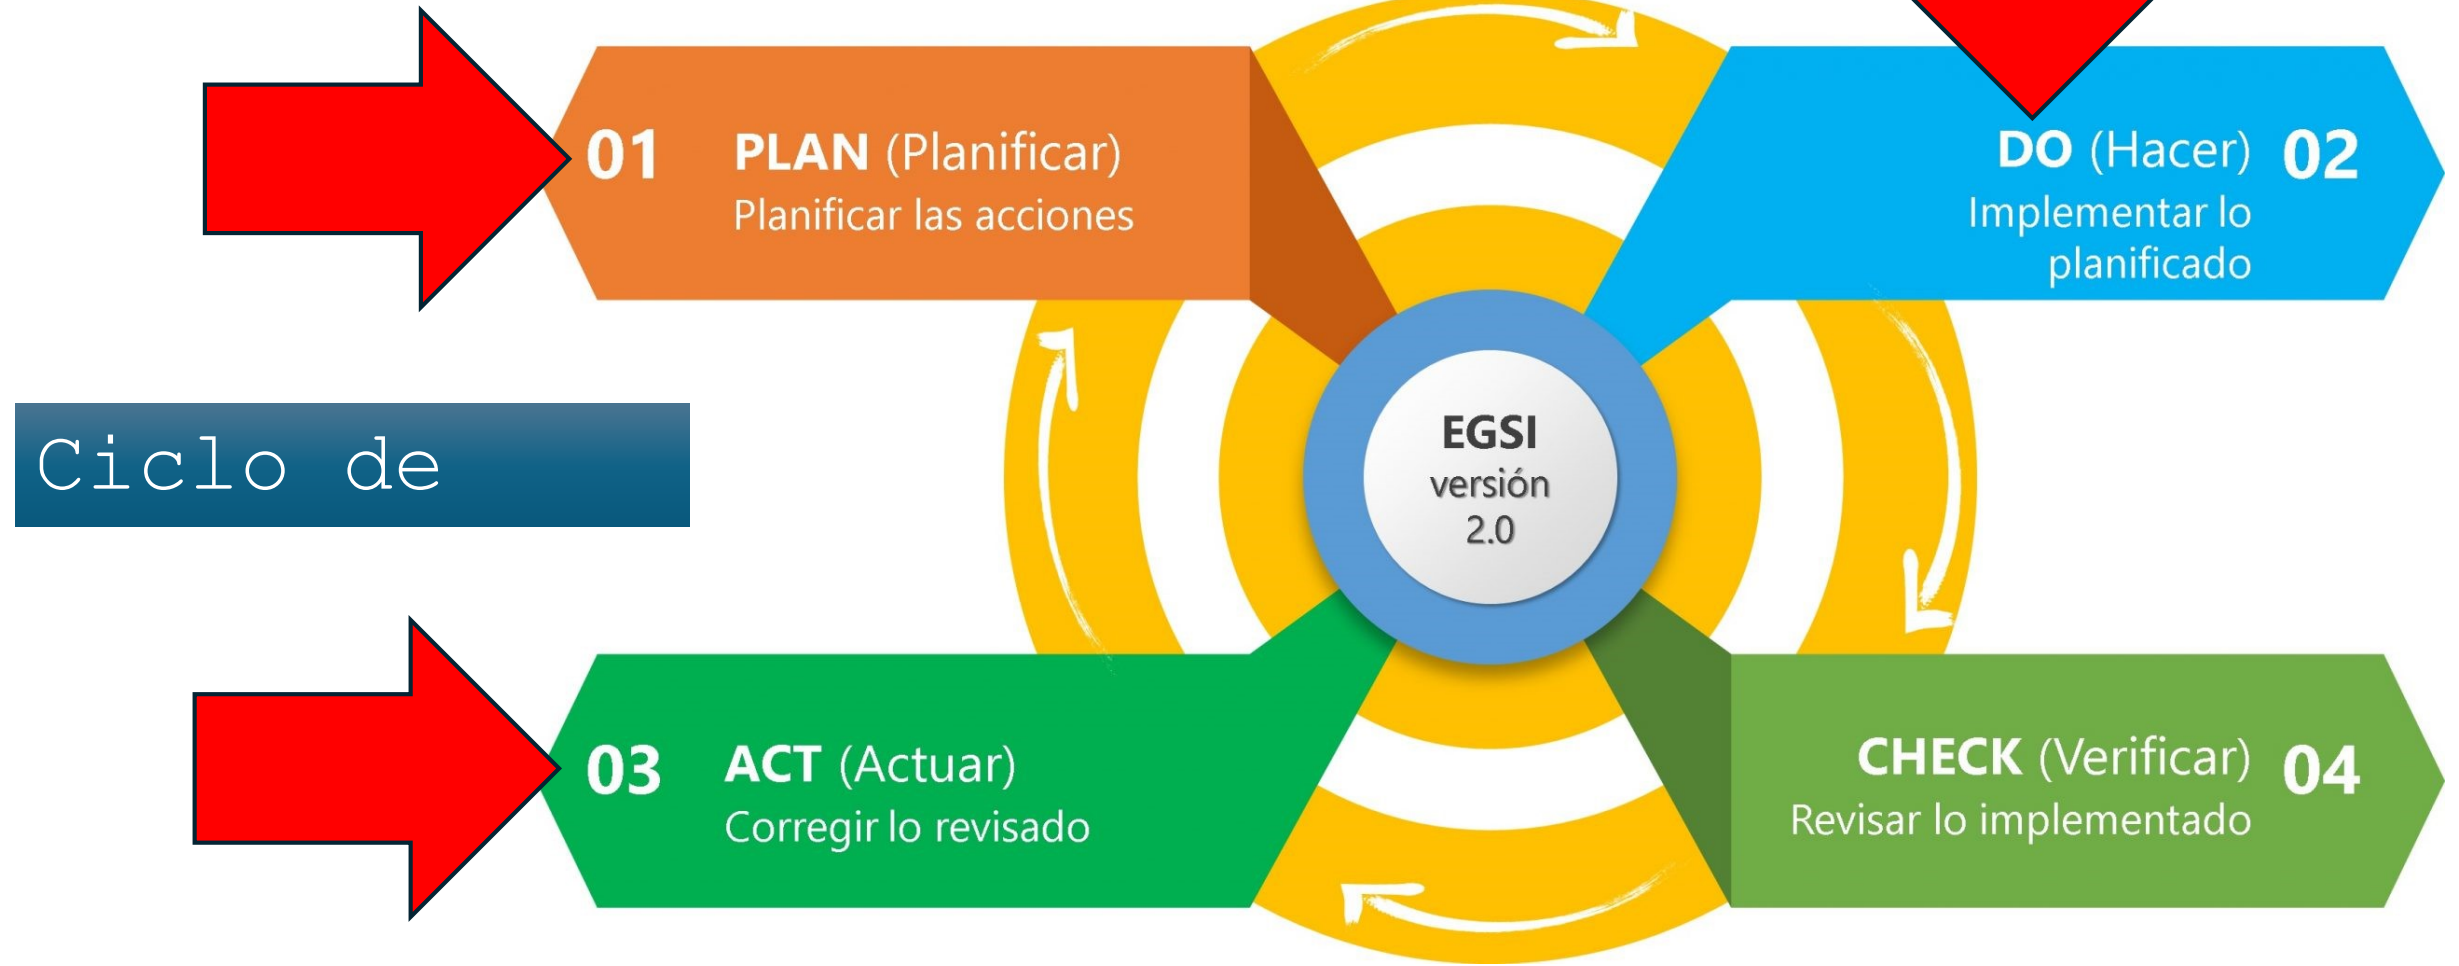 01 PLAN (Planificar)
Planificar las acciones
DO (Hacer) 02
Implementar lo
planificado
Ciclo de
EGSI
versión
2.0
03 ACT (Actuar)
Corregir lo revisado
CHECK (Verificar) 04
Revisar lo implementado